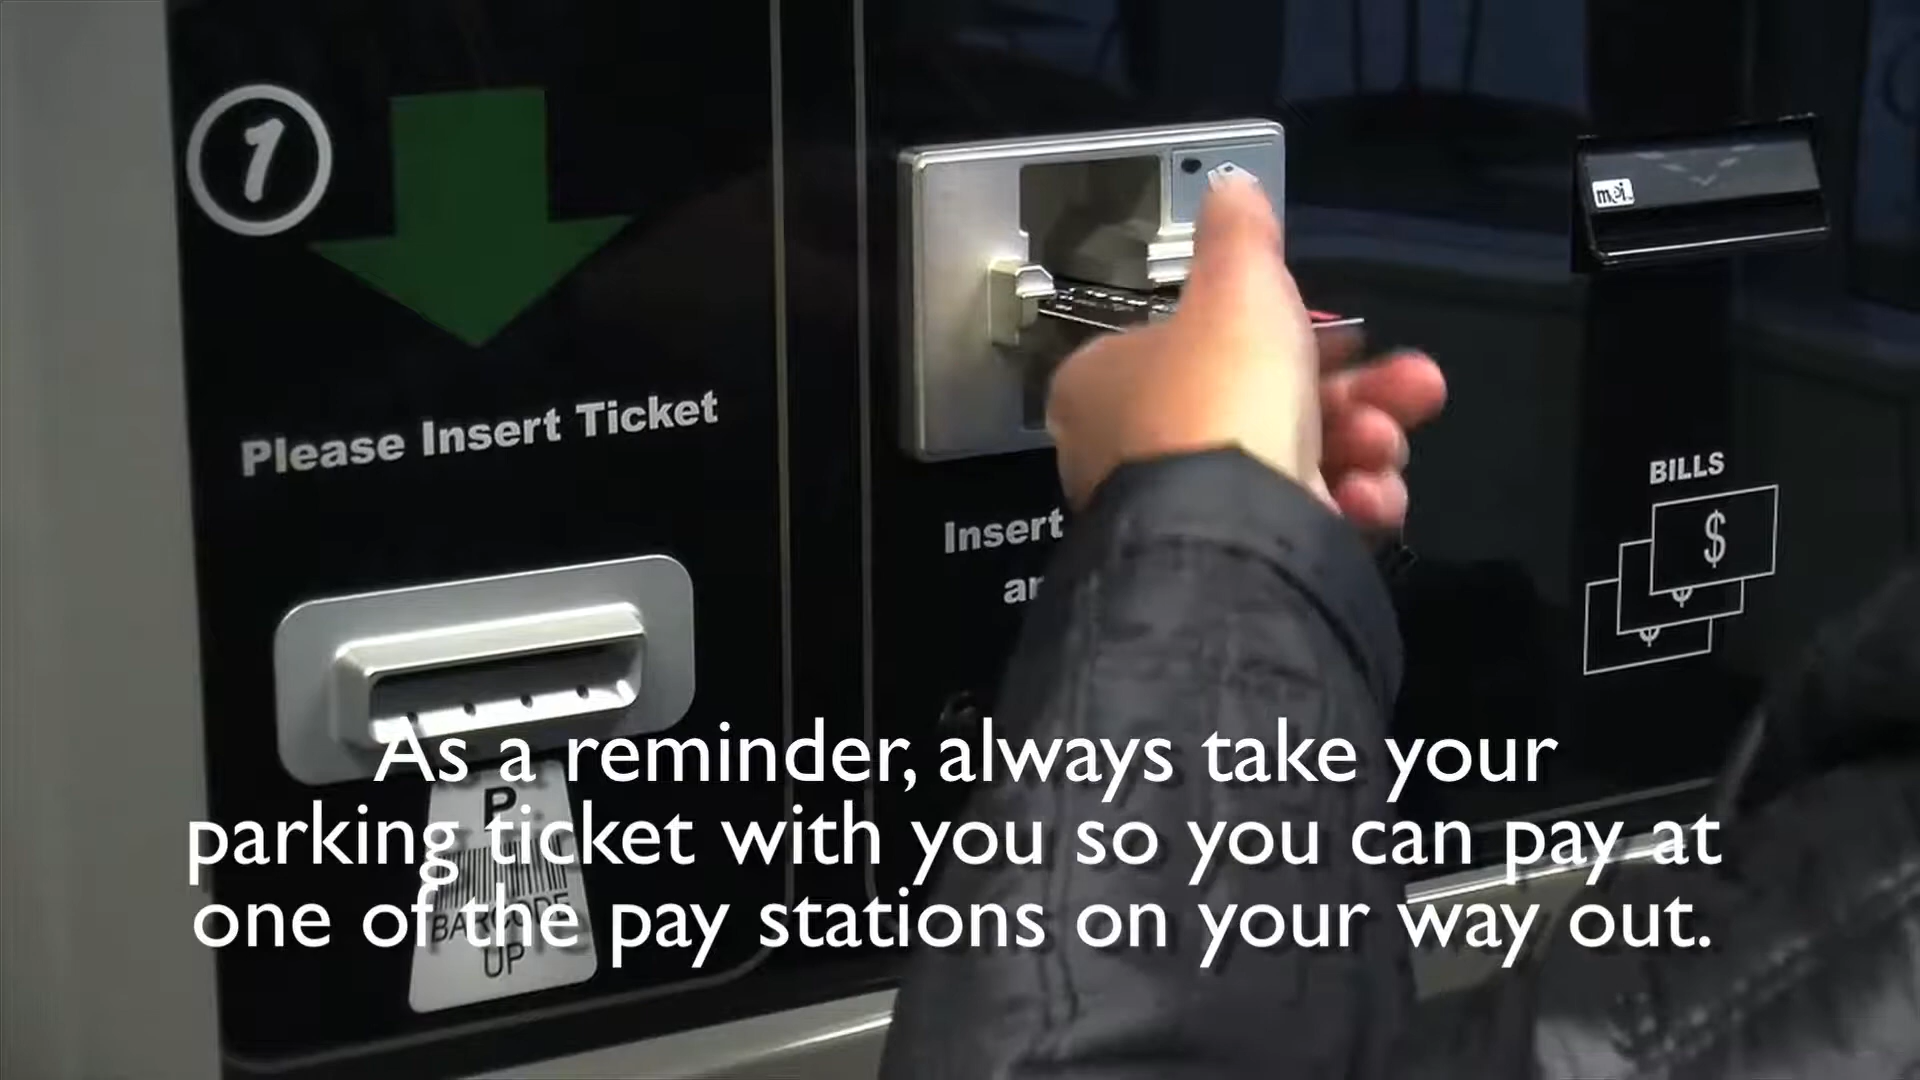 1
Please Insert Ticket
Insert
mei
BILLS
$
P
BARCODE
UP
As a reminder, always take your
parking ticket with you so you can pay at
one of the pay stations on your way out.